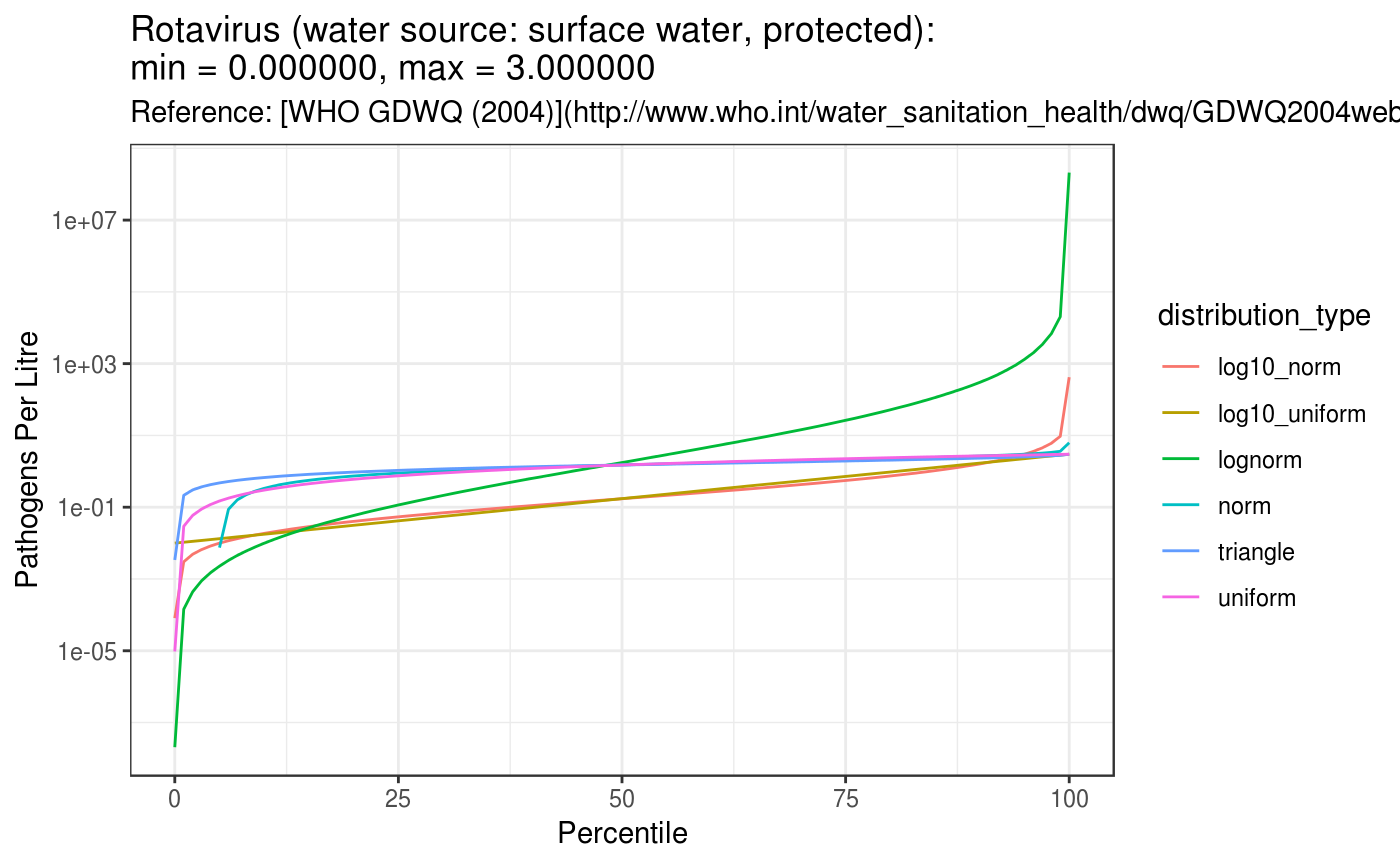 Rotavirus (water source: surface water, protected):
min = 0.000000, max = 3.000000
Reference: [WHO GDWQ (2004)](http://www.who.int/water_sanitation_health/dwq/GDWQ2004web
Pathogens Per Litre
1e+07
1e+03
1e-01
1e-05
0 25 50 75 100
Percentile
distribution_type
log10_norm
log10_uniform
lognorm
norm
triangle
uniform